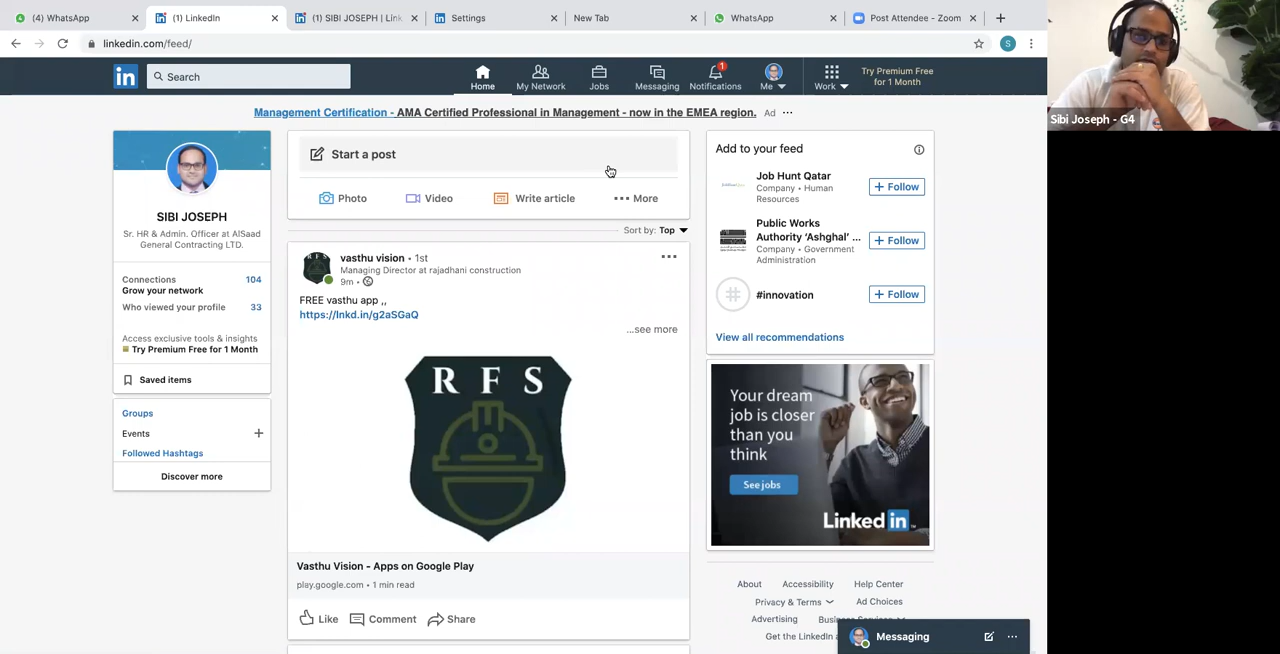 (4) WhatsApp
(1) LinkedIn
(1) SIBI JOSEPH | Link
Settings
New Tab
WhatsApp
Post Attendee - Zoom
linkedin.com/feed/
S
in
Search
Home
My Network
Jobs
Messaging
1
Notifications
Me
Work
Try Premium Free
for 1 Month
Sibi Joseph - G4
Management Certification - AMA Certified Professional in Management - now in the EMEA region.
Ad
SIBI JOSEPH
Sr. HR & Admin. Officer at AlSaad
General Contracting LTD.
Connections 104
Grow your network
Who viewed your profile 33
Access exclusive tools & insights
Try Premium Free for 1 Month
Saved items
Groups
Events
Followed Hashtags
Discover more
Start a post
Photo
Video
Write article
More
Sort by: Top
vasthu vision • 1st
Managing Director at rajadhani construction
9m •
FREE vasthu app ,,
https://lnkd.in/g2aSGaQ
...see more
R F S
Vasthu Vision - Apps on Google Play
play.google.com • 1 min read
Like
Comment
Share
Add to your feed
Job Hunt Qatar
Company • Human
Resources
+ Follow
Public Works
Authority ‘Ashghal’ ...
Company • Government
Administration
+ Follow
#innovation
+ Follow
View all recommendations
Your dream
job is closer
than you
think
See jobs
Linked in
About
Accessibility
Help Center
Privacy & Terms
Ad Choices
Advertising
Get the LinkedIn
Messaging